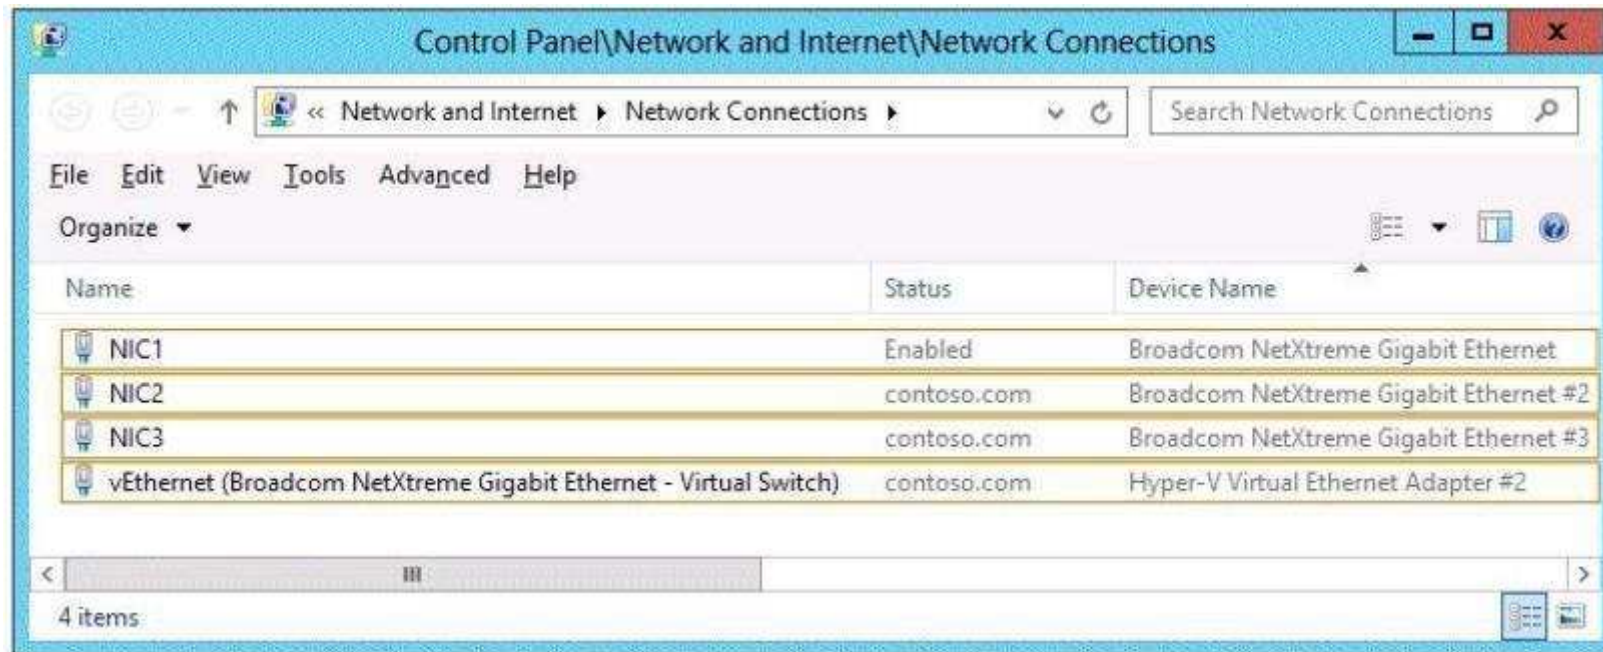 Control Panel\Network and Internet\Network Connections
« Network and Internet Network Connections Search Network Connections
File Edit View Tools Advanced Help
Organize
Name Status Device Name
NIC1 Enabled Broadcom NetXtreme Gigabit Ethernet
NIC2 contoso.com Broadcom NetXtreme Gigabit Ethernet #2
NIC3 contoso.com Broadcom NetXtreme Gigabit Ethernet #3
vEthernet (Broadcom NetXtreme Gigabit Ethernet - Virtual Switch) contoso.com Hyper-V Virtual Ethernet Adapter #2
4 items